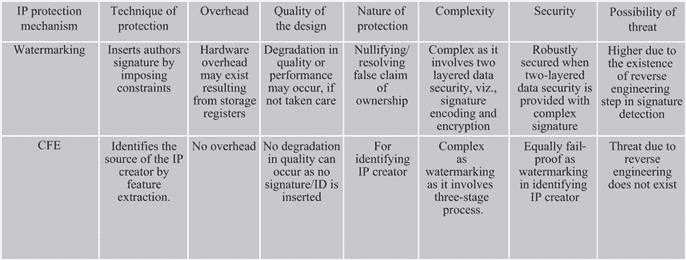 IP protection mechanism
Technique of protection
Overhead
Quality of the design
Nature of protection
Complexity
Security
Possibility of threat
Watermarking
Inserts authors
signature by
imposing
constraints
Hardware
overhead
may exist
resulting
from storage
registers
Degradation in
quality or
performance
may occur, if
not taken care
Nullifying/
resolving
false claim
of
ownership
Complex as it
involves two
layered data
security, viz.,
signature
encoding and
encryption
Robustly
secured when
two-layered
data security is
provided with
complex
signature
Higher due to
the existence
of reverse
engineering
step in signature
detection
CFE
Identifies the
source of the IP
creator by
feature
extraction.
No overhead
No degradation
in quality can
occur as no
signature/ID is
inserted
For
identifying
IP creator
Complex
as
watermarking
as it involves
three-stage
process.
Equally fail-
proof as
watermarking
in identifying
IP creator
Threat due to
reverse
engineering
does not exist